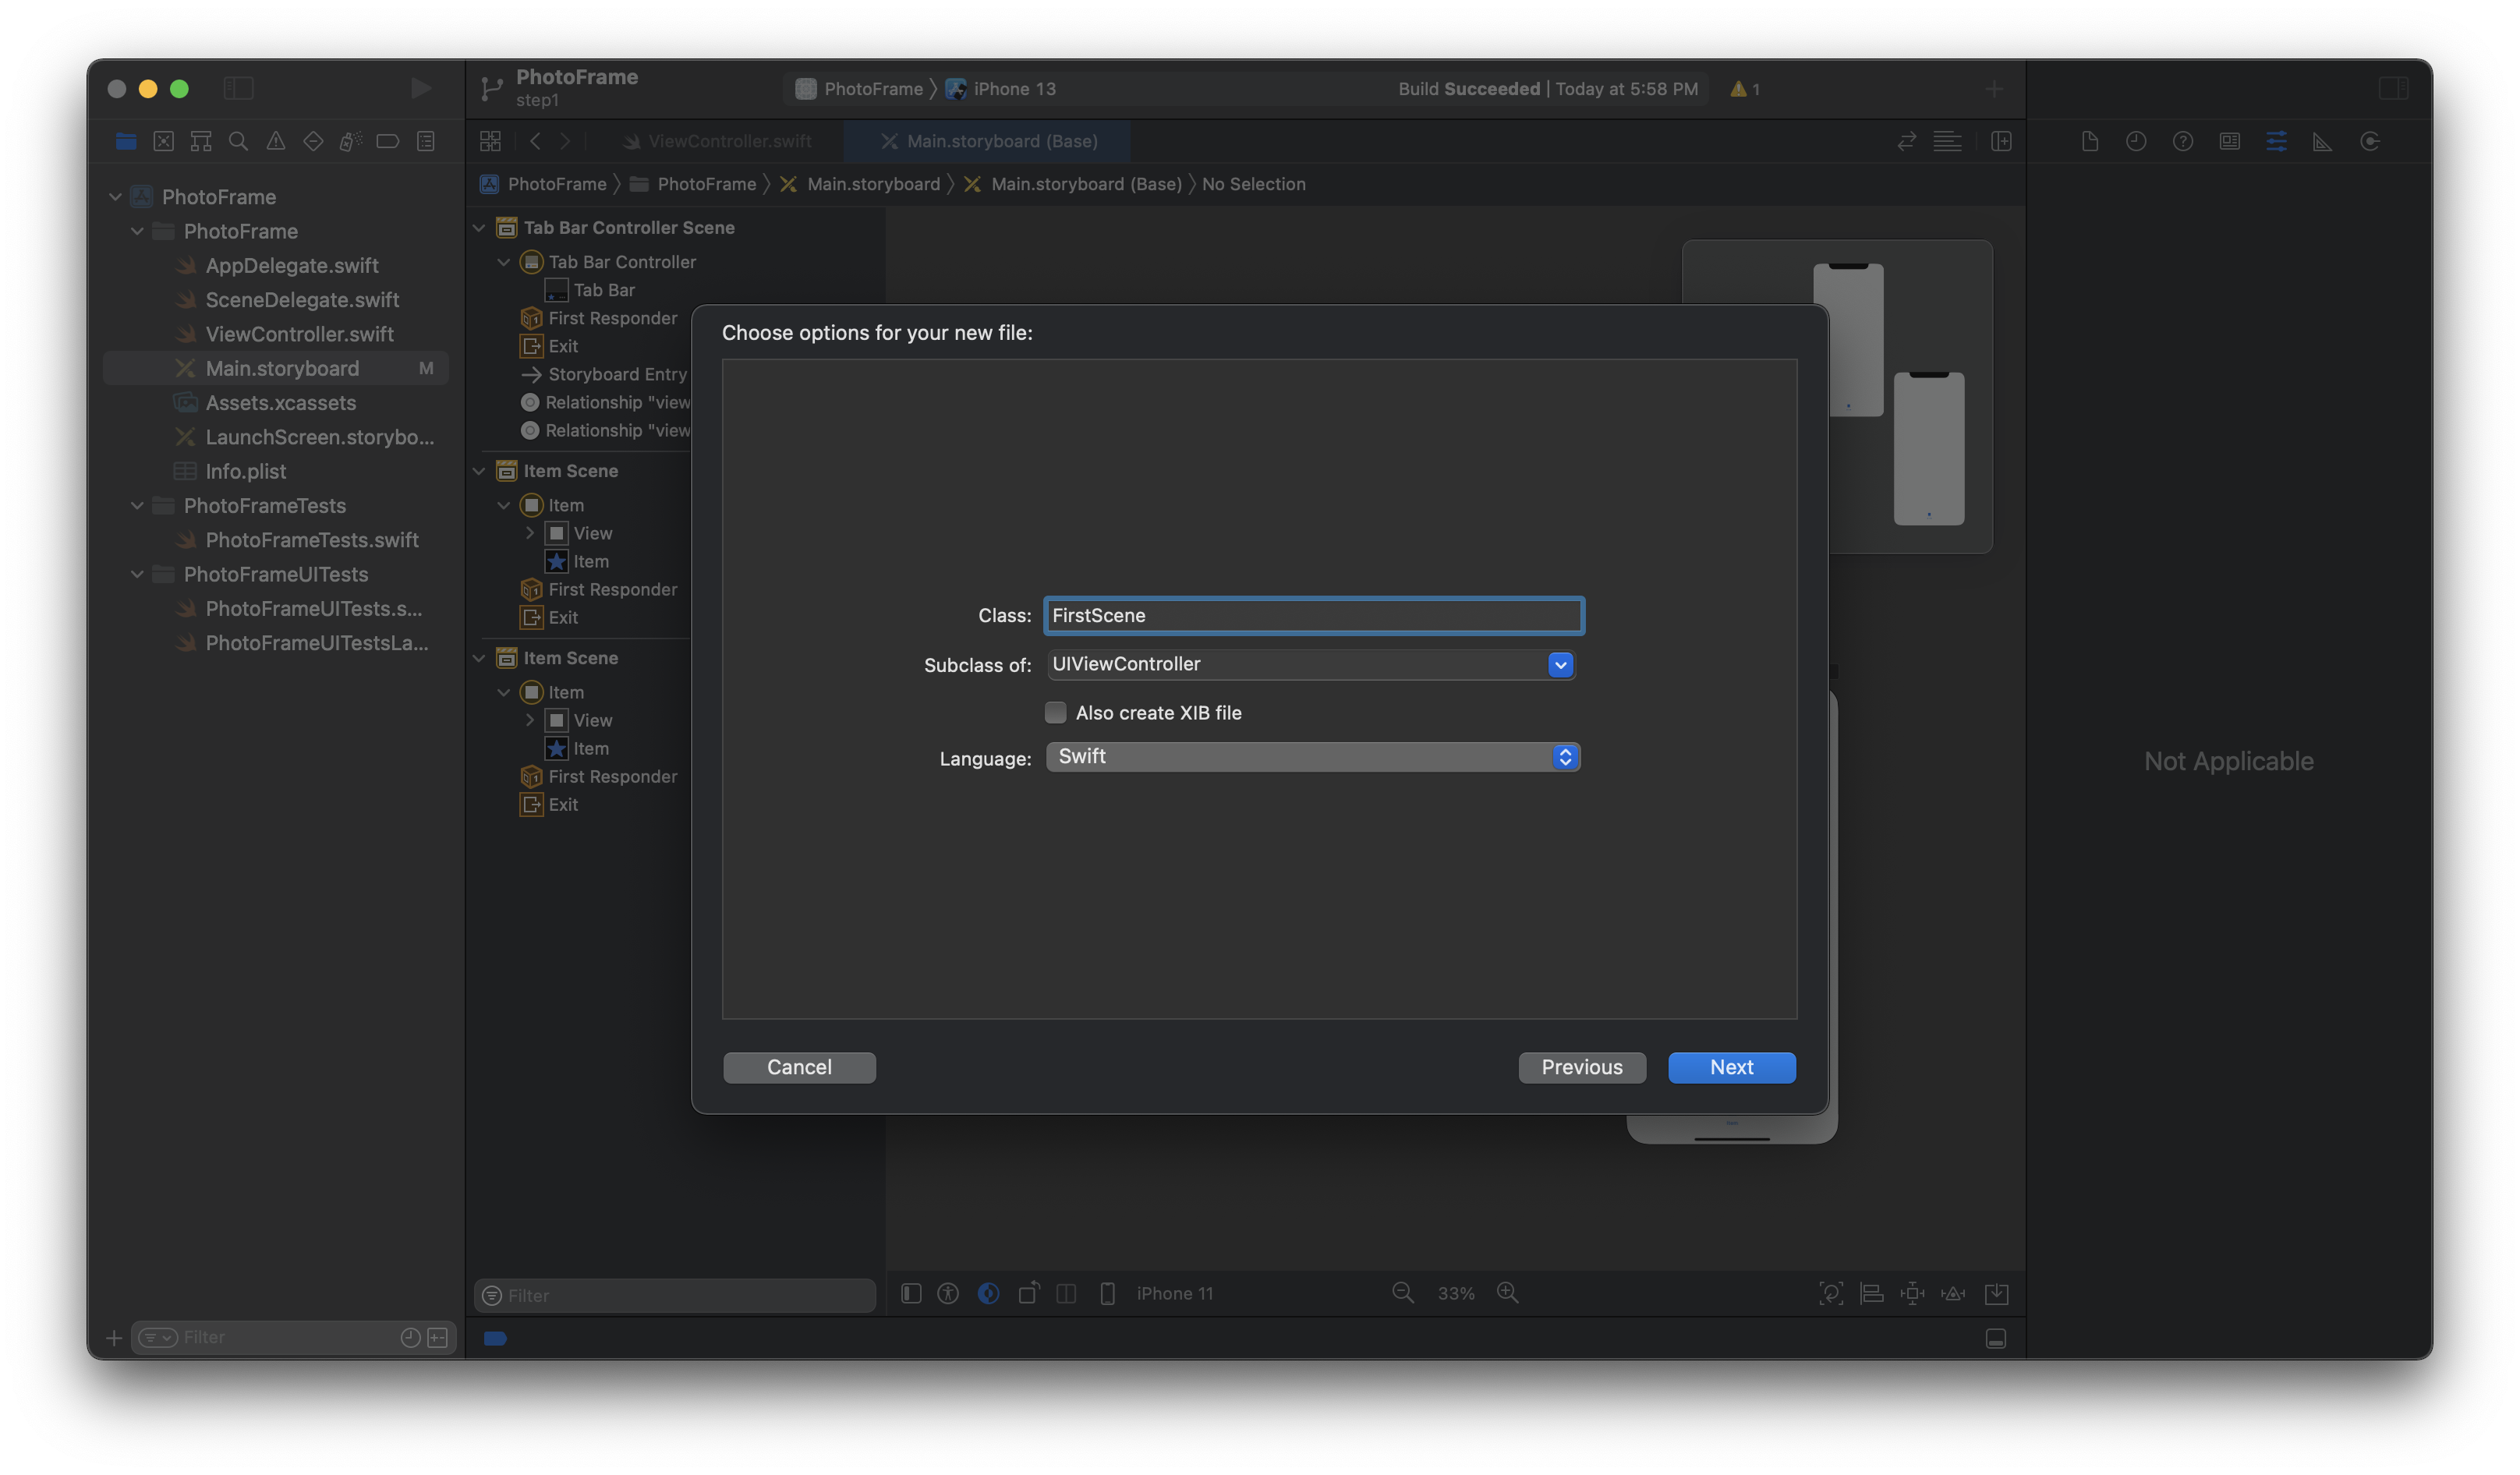 PhotoFrame
step1
PhotoFrame
iPhone 13
Build Succeeded | Today at 5:58 PM
1
ViewController.swift
Main.storyboard (Base)
PhotoFrame
PhotoFrame
Main.storyboard
Main.storyboard (Base)
No Selection
PhotoFrame
PhotoFrame
AppDelegate.swift
SceneDelegate.swift
ViewController.swift
Main.storyboard
M
Assets.xcassets
LaunchScreen.storybo...
Info.plist
PhotoFrameTests
PhotoFrameTests.swift
PhotoFrameUITests
PhotoFrameUITests.s...
PhotoFrameUITestsLa...
Filter
Tab Bar Controller Scene
Tab Bar Controller
Tab Bar
First Responder
Exit
Storyboard Entry
Relationship "view
Relationship "view
Item Scene
Item
View
Item
First Responder
Exit
Item Scene
Item
View
Item
First Responder
Exit
Filter
Choose options for your new file:
Class:
FirstScene
Subclass of:
UIViewController
Also create XIB file
Language:
Swift
Cancel
Previous
Next
iPhone 11
33%
Not Applicable